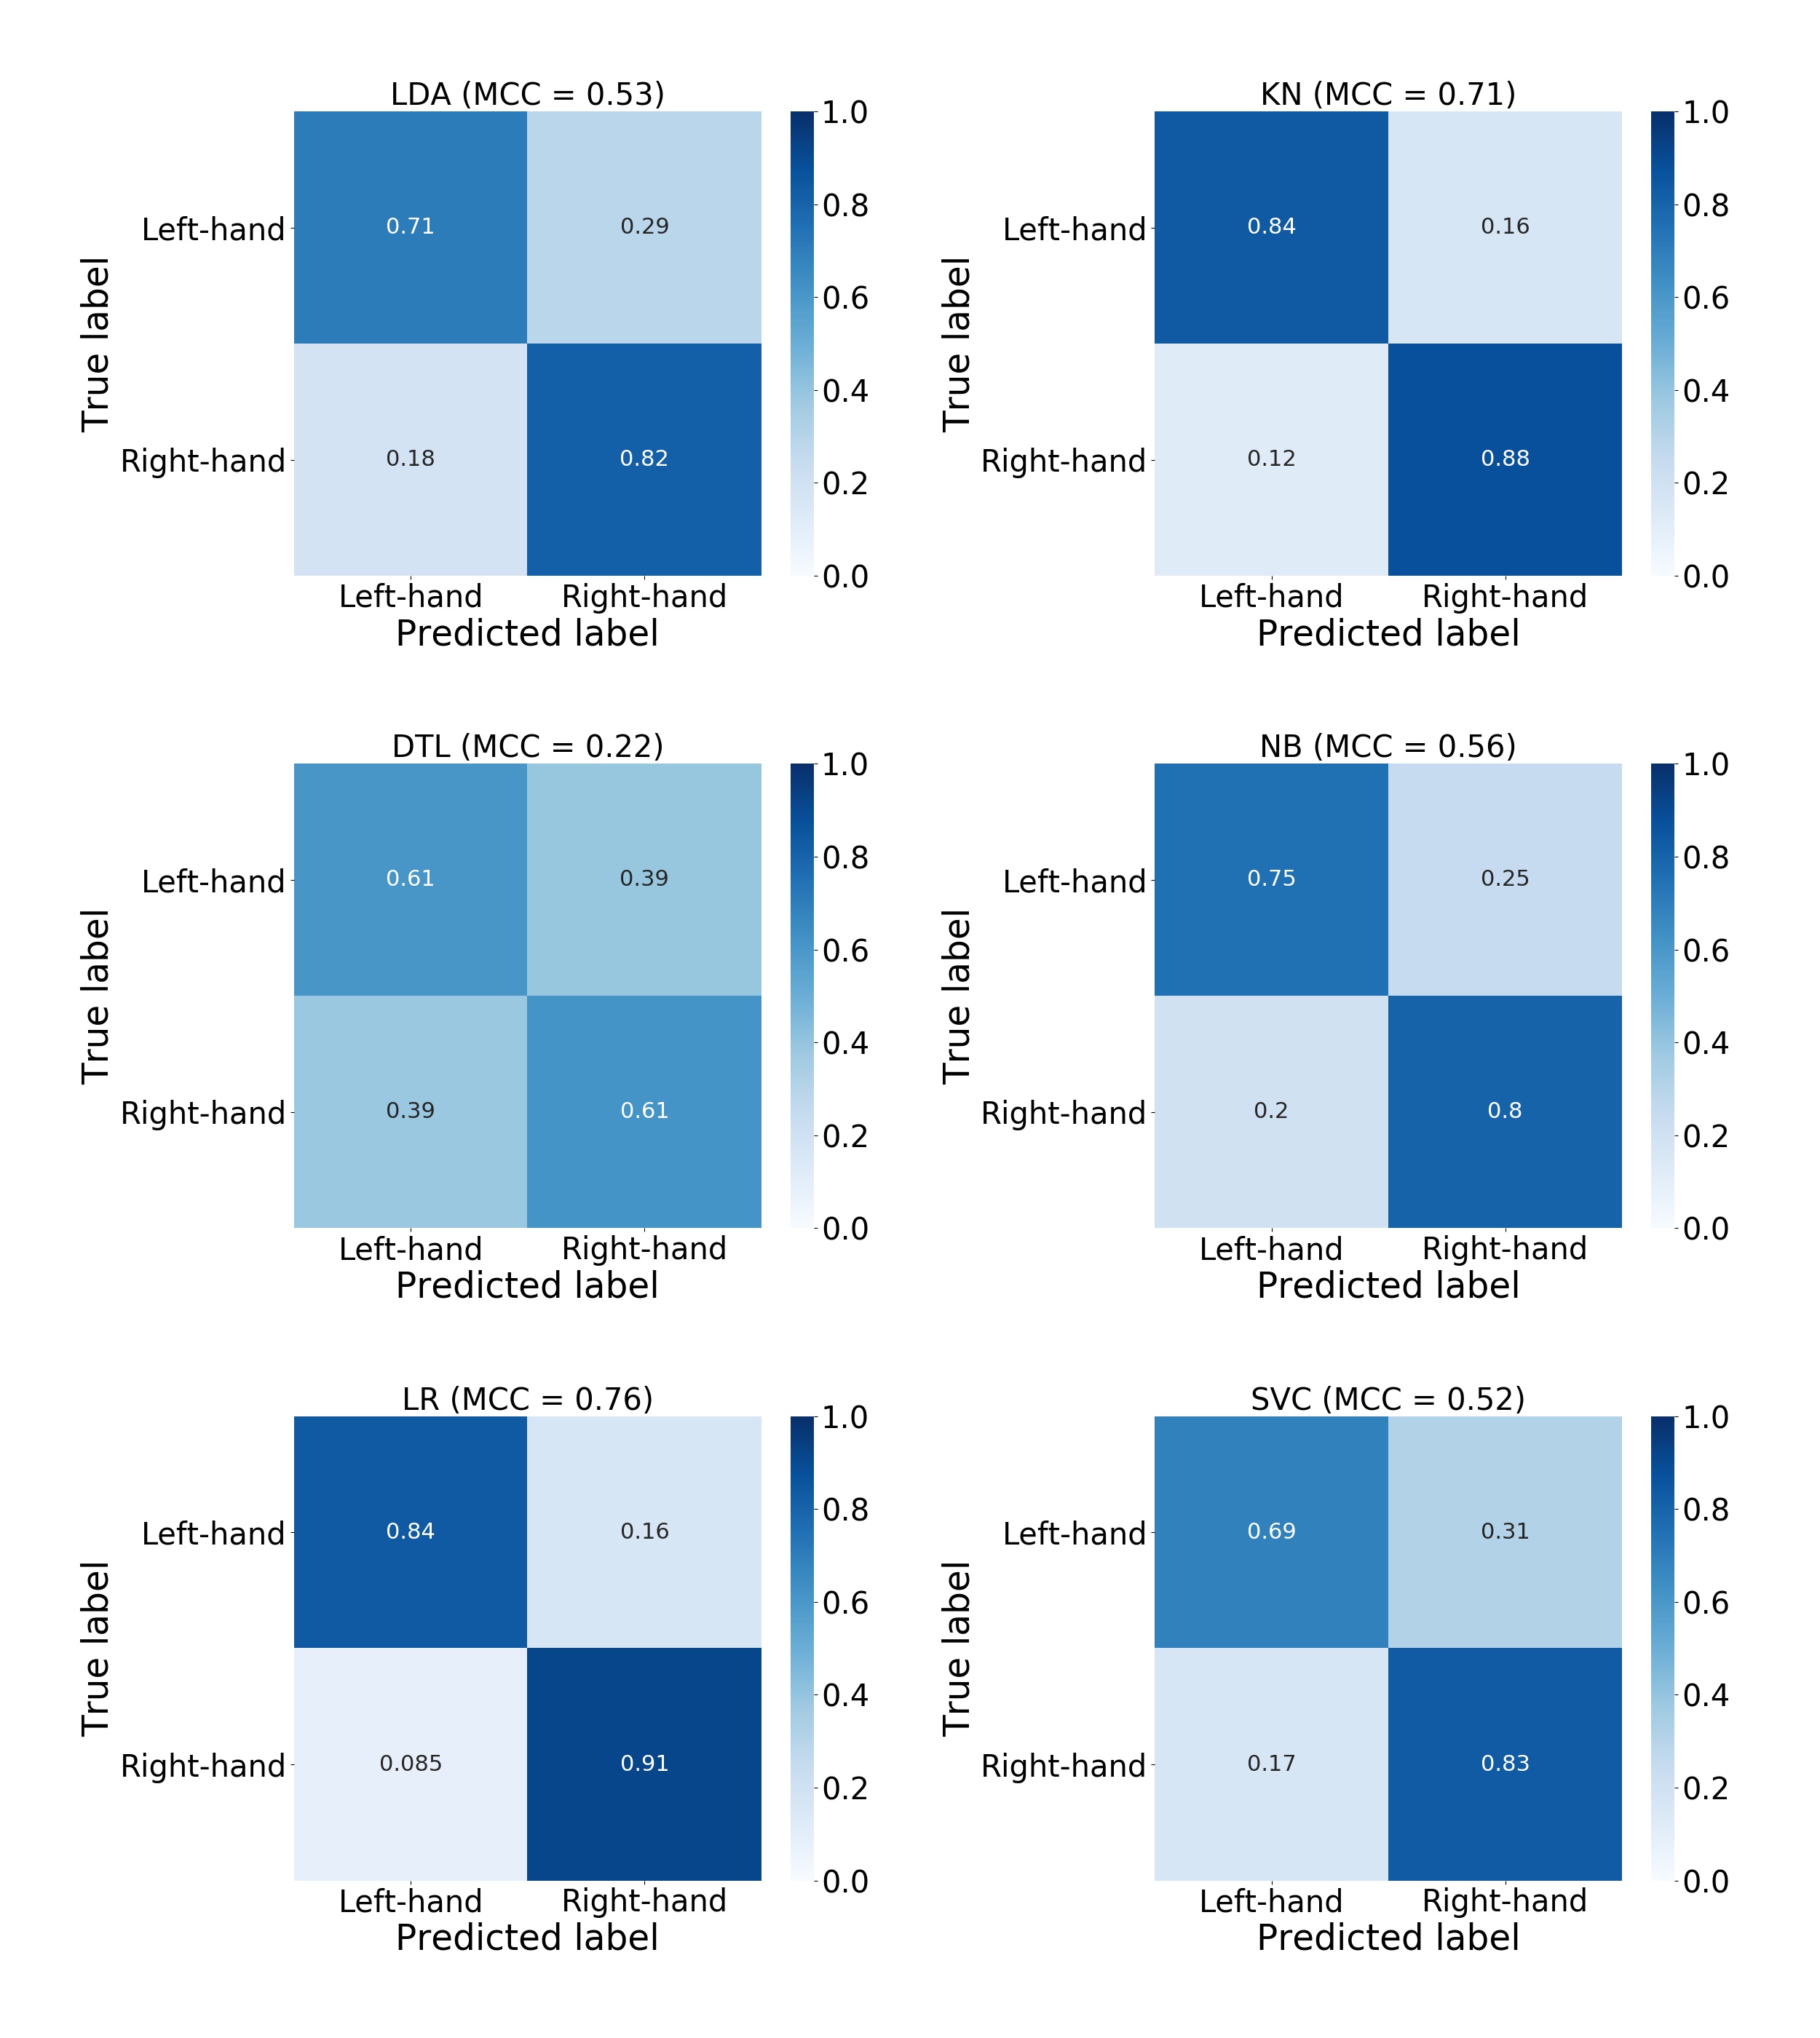 LDA (MCC = 0.53)
1.0
0.8
0.6
0.4
0.2
0.0
True label
Left-hand
0.71 0.29
Right-hand
0.18 0.82
Left-hand Right-hand
Predicted label
KN (MCC = 0.71)
1.0
0.8
0.6
0.4
0.2
0.0
True label
Left-hand
0.84 0.16
Right-hand
0.12 0.88
Left-hand Right-hand
Predicted label
DTL (MCC = 0.22)
1.0
0.8
0.6
0.4
0.2
0.0
True label
Left-hand
0.61 0.39
Right-hand
0.39 0.61
Left-hand Right-hand
Predicted label
NB (MCC = 0.56)
1.0
0.8
0.6
0.4
0.2
0.0
True label
Left-hand
0.75 0.25
Right-hand
0.2 0.8
Left-hand Right-hand
Predicted label
LR (MCC = 0.76)
1.0
0.8
0.6
0.4
0.2
0.0
True label
Left-hand
0.84 0.16
Right-hand
0.085 0.91
Left-hand Right-hand
Predicted label
SVC (MCC = 0.52)
1.0
0.8
0.6
0.4
0.2
0.0
True label
Left-hand
0.69 0.31
Right-hand
0.17 0.83
Left-hand Right-hand
Predicted label